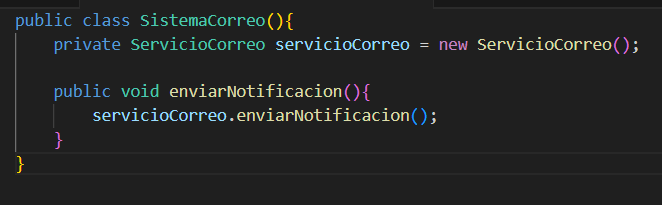 public class SistemaCorreo(){
    private ServicioCorreo servicioCorreo = new ServicioCorreo();

    public void enviarNotificacion(){
        servicioCorreo.enviarNotificacion();
    }
}